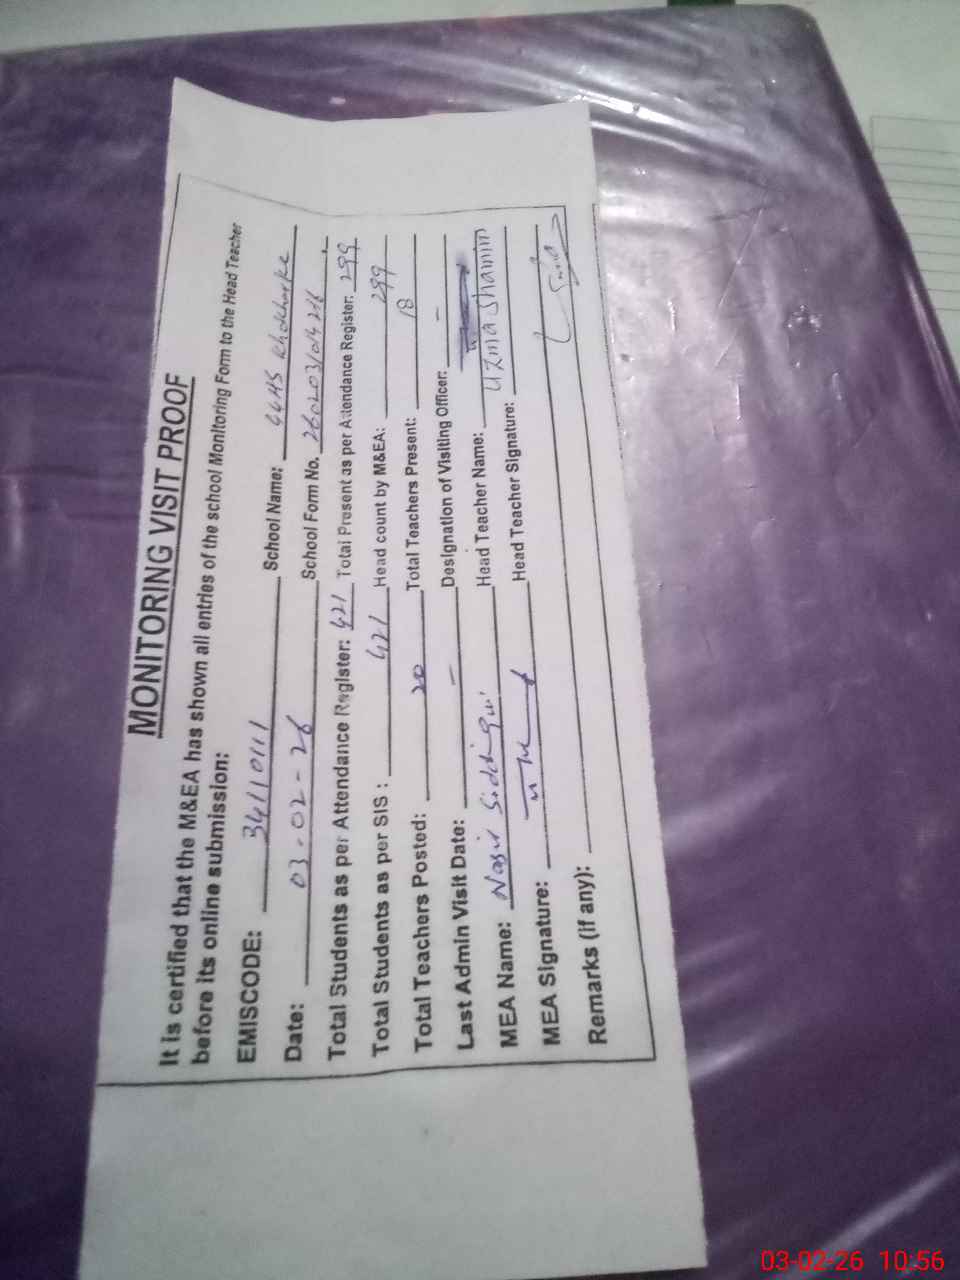 MONITORING VISIT PROOF
It is certified that the M&EA has shown all entries of the school Monitoring Form to the Head Teacher
before its online submission:
EMISCODE: 34110111 School Name: GGHS Khokharke
Date: 03-02-26 School Form No.
Total Students as per Attendance Register: 421 Total Present as per Attendance Register: 299
Total Students as per SIS: 421 Head count by M&EA: 299
Total Teachers Posted: 20 Total Teachers Present: 18
Last Admin Visit Date: — Designation of Visiting Officer: —
MEA Name: Nasir Siddiqui Head Teacher Name: Uzma Shamim
MEA Signature: Head Teacher Signature:
Remarks (if any):
03-02-26 10:56